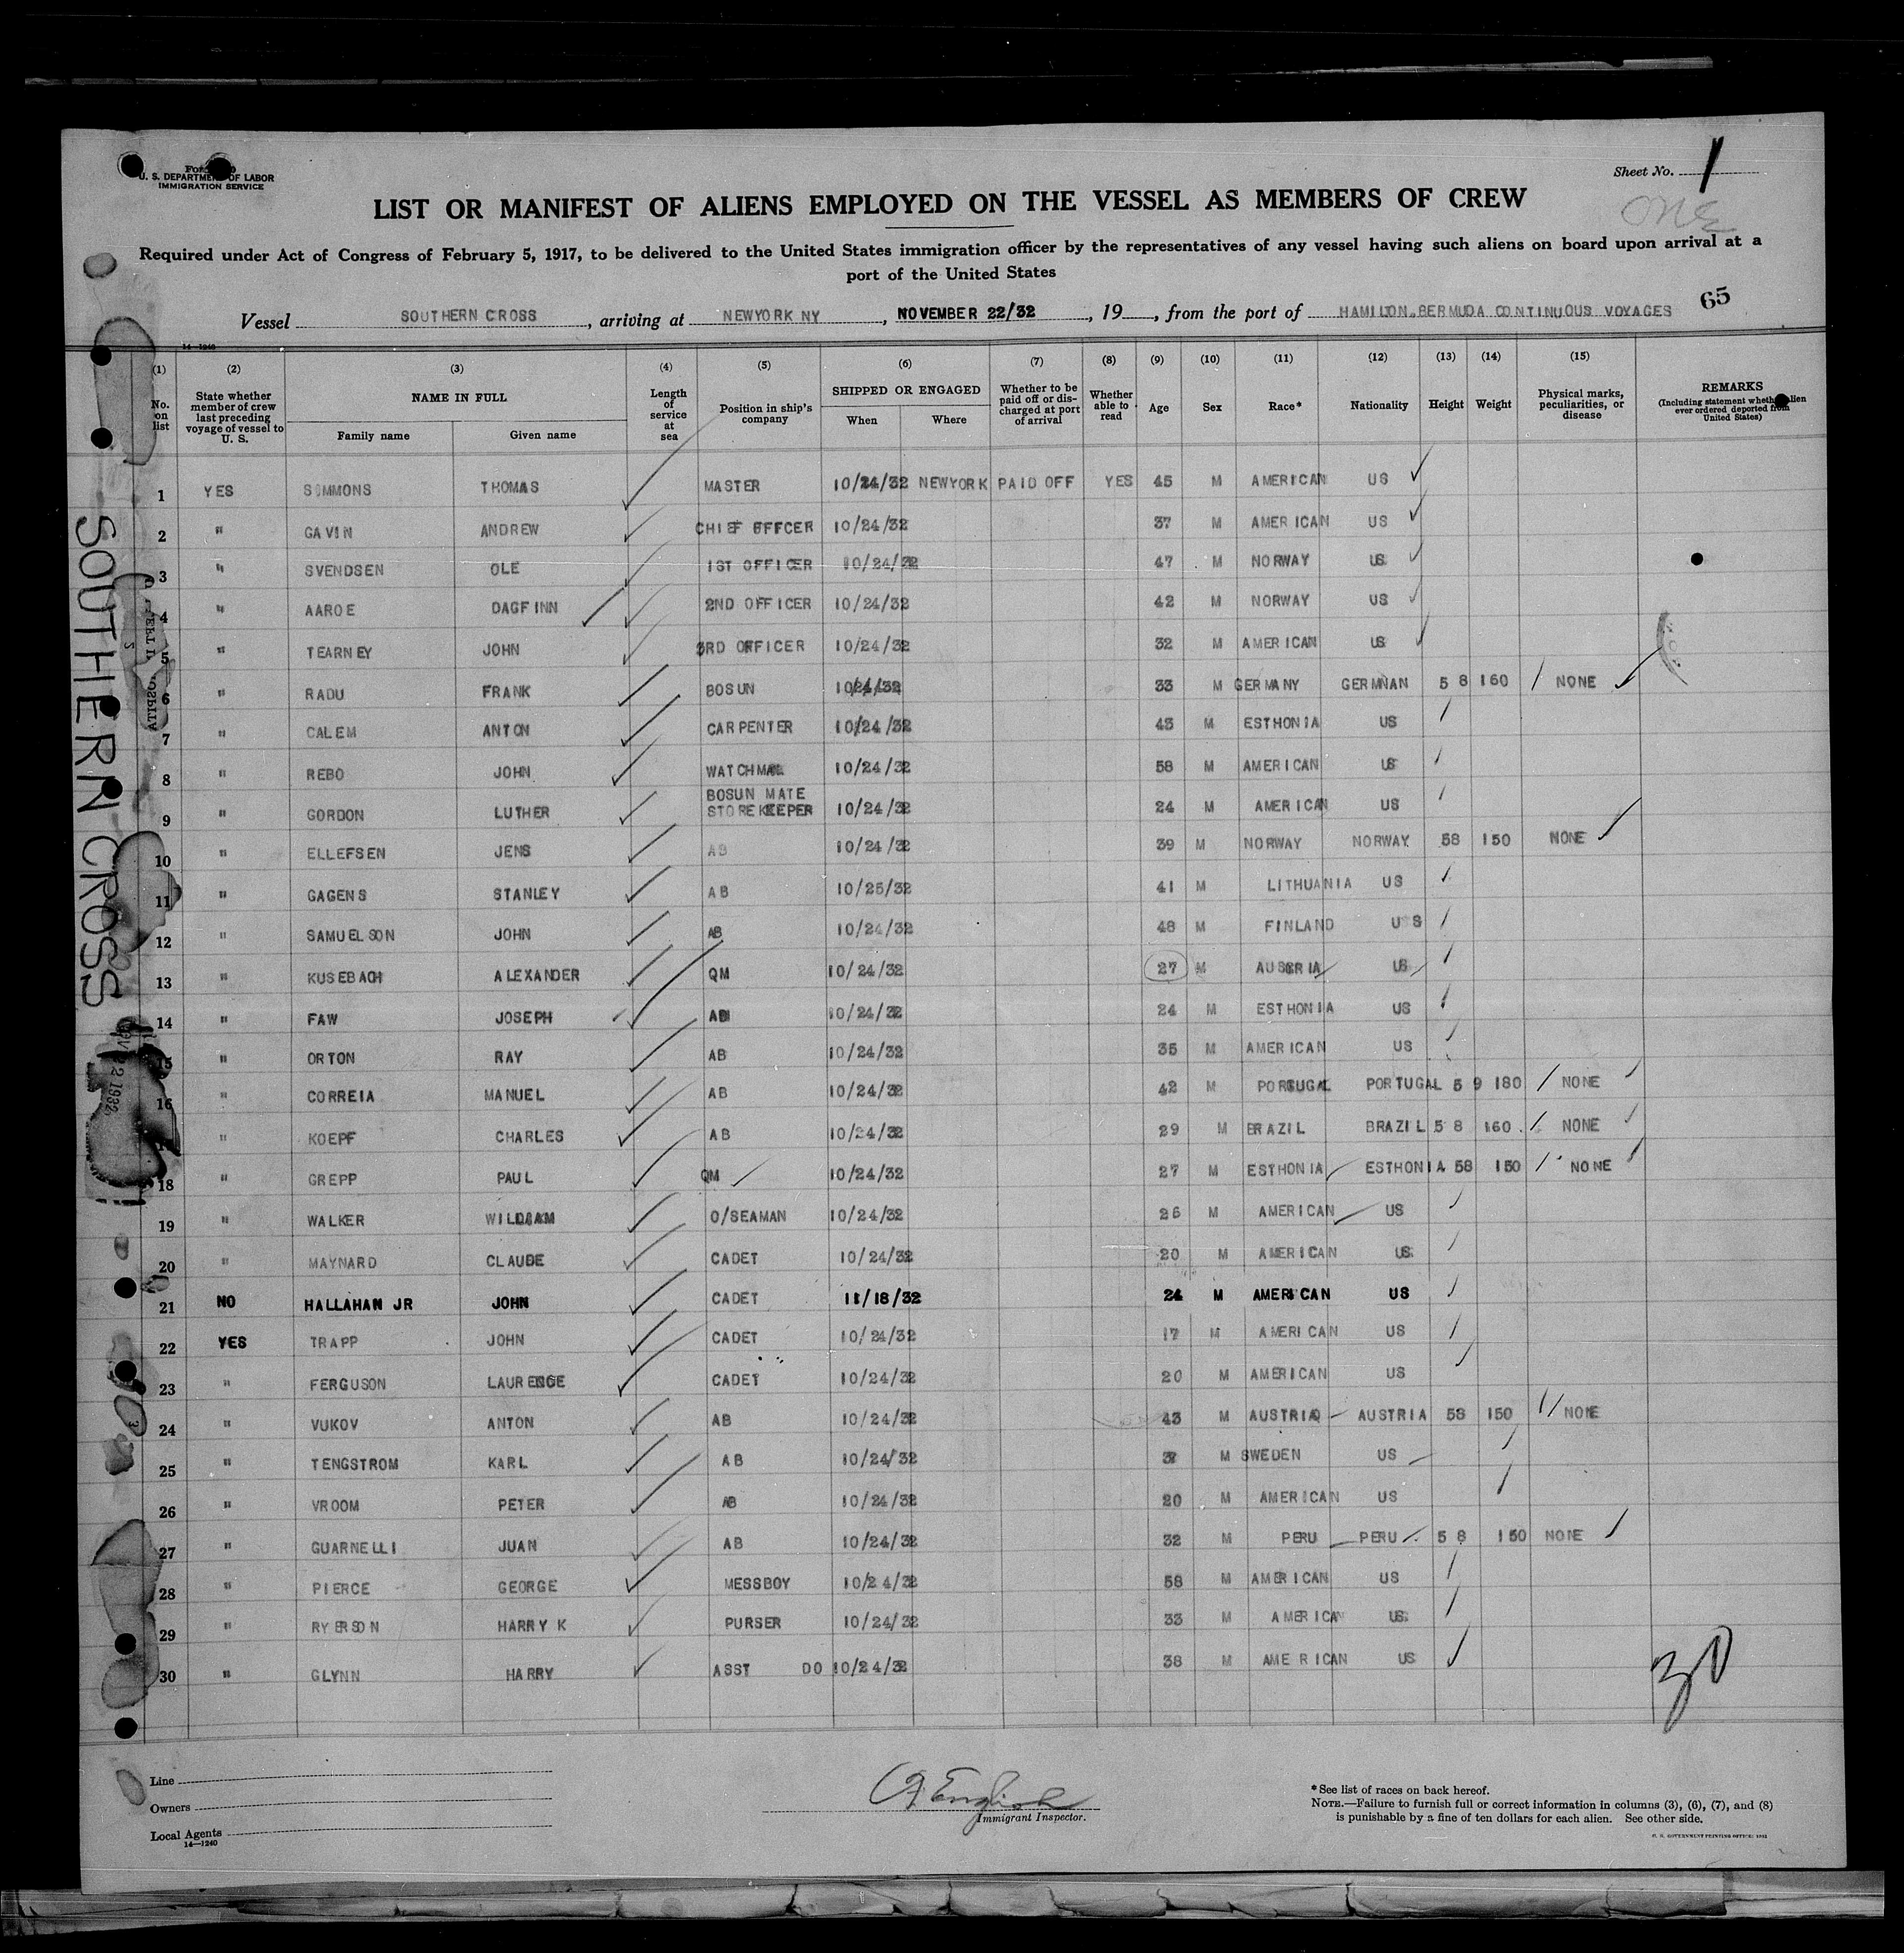 U. S. DEPARTMENT OF LABOR
IMMIGRATION SERVICE
Sheet No. 1
ONE
LIST OR MANIFEST OF ALIENS EMPLOYED ON THE VESSEL AS MEMBERS OF CREW
Required under Act of Congress of February 5, 1917, to be delivered to the United States immigration officer by the representatives of any vessel having such aliens on board upon arrival at a
port of the United States
65
Vessel SOUTHERN CROSS, arriving at NEWYORK NY, NOVEMBER 22/32, 19, from the port of HAMILTON.BERMUDA CONTINUOUS VOYAGES
14—1240
(1) (2) (3) (4) (5) (6) (7) (8) (9) (10) (11) (12) (13) (14) (15)
No. on list State whether member of crew last preceding voyage of vessel to U. S. NAME IN FULL Family name Given name Length of service at sea Position in ship's company SHIPPED OR ENGAGED When Where Whether to be paid off or discharged at port of arrival Whether able to read Age Sex Race* Nationality Height Weight Physical marks, peculiarities, or disease REMARKS (Including statement whether alien ever ordered deported from United States)
1 YES SIMMONS THOMAS MASTER 10/24/32 NEWYORK PAID OFF YES 45 M AMERICAN US
2 " GAVIN ANDREW CHIEF OFFCER 10/24/32 37 M AMERICAN US
3 " SVENDSEN OLE 1ST OFFICER 10/24/32 47 M NORWAY US
4 " AAROE DAGFINN 2ND OFFICER 10/24/32 42 M NORWAY US
5 " TEARNEY JOHN 3RD OFFICER 10/24/32 32 M AMERICAN US
6 " RADU FRANK BOSUN 10/24/32 33 M GERMANY GERMNAN 5 8 160 NONE
7 " CALEM ANTON CARPENTER 10/24/32 43 M ESTHONIA US
8 " REBO JOHN WATCHMAN 10/24/32 58 M AMERICAN US
9 " GORDON LUTHER BOSUN MATE STOREKEEPER 10/24/32 24 M AMERICAN US
10 " ELLEFSEN JENS AB 10/24/32 39 M NORWAY NORWAY 58 150 NONE
11 " GAGENS STANLEY AB 10/25/32 41 M LITHUANIA US
12 " SAMUELSON JOHN AB 10/24/32 48 M FINLAND US
13 " KUSEBACH ALEXANDER QM 10/24/32 27 M US
14 " FAW JOSEPH AB 10/24/32 24 M ESTHONIA US
15 " ORTON RAY AB 10/24/32 35 M AMERICAN US
16 " CORREIA MANUEL AB 10/24/32 42 M PORTUGAL PORTUGAL 5 9 180 NONE
17 " KOEPF CHARLES AB 10/24/32 29 M BRAZIL BRAZIL 5 8 160 NONE
18 " GREPP PAUL QM 10/24/32 27 M ESTHONIA ESTHONIA 58 150 NONE
19 " WALKER WILLIAM O/SEAMAN 10/24/32 26 M AMERICAN US
20 " MAYNARD CLAUDE CADET 10/24/32 20 M AMERICAN US
21 NO HALLAHAN JR JOHN CADET 11/18/32 24 M AMERICAN US
22 YES TRAPP JOHN CADET 10/24/32 17 M AMERICAN US
23 " FERGUSON LAURENCE CADET 10/24/32 20 M AMERICAN US
24 " VUKOV ANTON AB 10/24/32 43 M AUSTRIA AUSTRIA 58 150 NONE
25 " TENGSTROM KARL AB 10/24/32 M SWEDEN US
26 " VROOM PETER AB 10/24/32 20 M AMERICAN US
27 " GUARNELLI JUAN AB 10/24/32 32 M PERU PERU 5 8 150 NONE
28 " PIERCE GEORGE MESSBOY 10/24/32 58 M AMERICAN US
29 " RYERSON HARRY K PURSER 10/24/32 33 M AMERICAN US
30 " GLYNN HARRY ASST DO 10/24/32 38 M AMERICAN US
30
SOUTHERN CROSS
22 1932
Line
Owners
Local Agents
14—1240
English
Immigrant Inspector.
* See list of races on back hereof.
NOTE.—Failure to furnish full or correct information in columns (3), (6), (7), and (8)
is punishable by a fine of ten dollars for each alien. See other side.